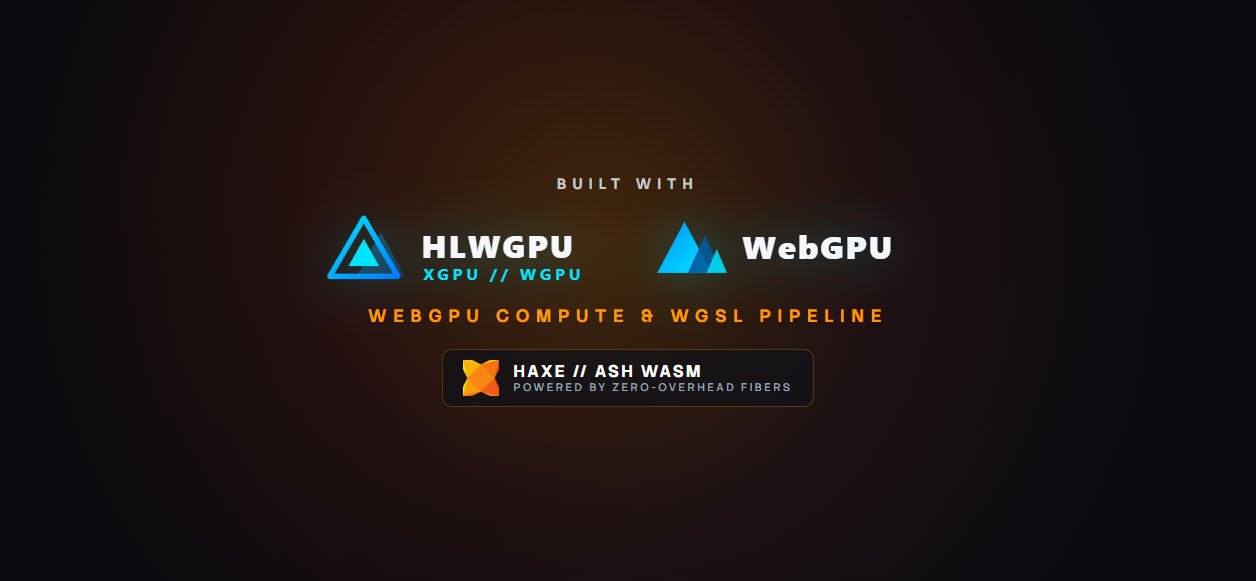 BUILT WITH
HLWGPU
XGPU // WGPU
WebGPU
WEBGPU COMPUTE & WGSL PIPELINE
HAXE // ASH WASM
POWERED BY ZERO-OVERHEAD FIBERS